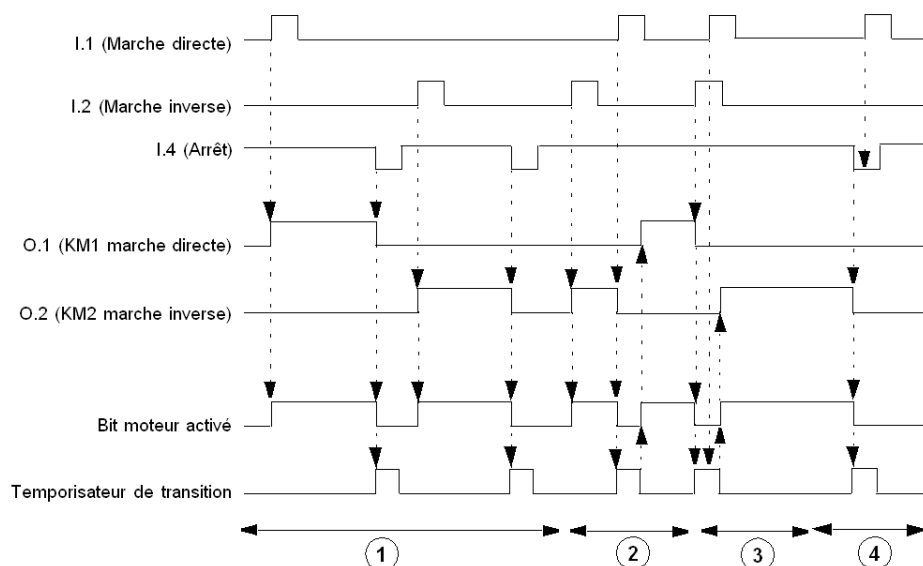 I.1 (Marche directe)
I.2 (Marche inverse)
I.4 (Arrêt)
O.1 (KM1 marche directe)
O.2 (KM2 marche inverse)
Bit moteur activé
Temporisateur de transition
1
2
3
4